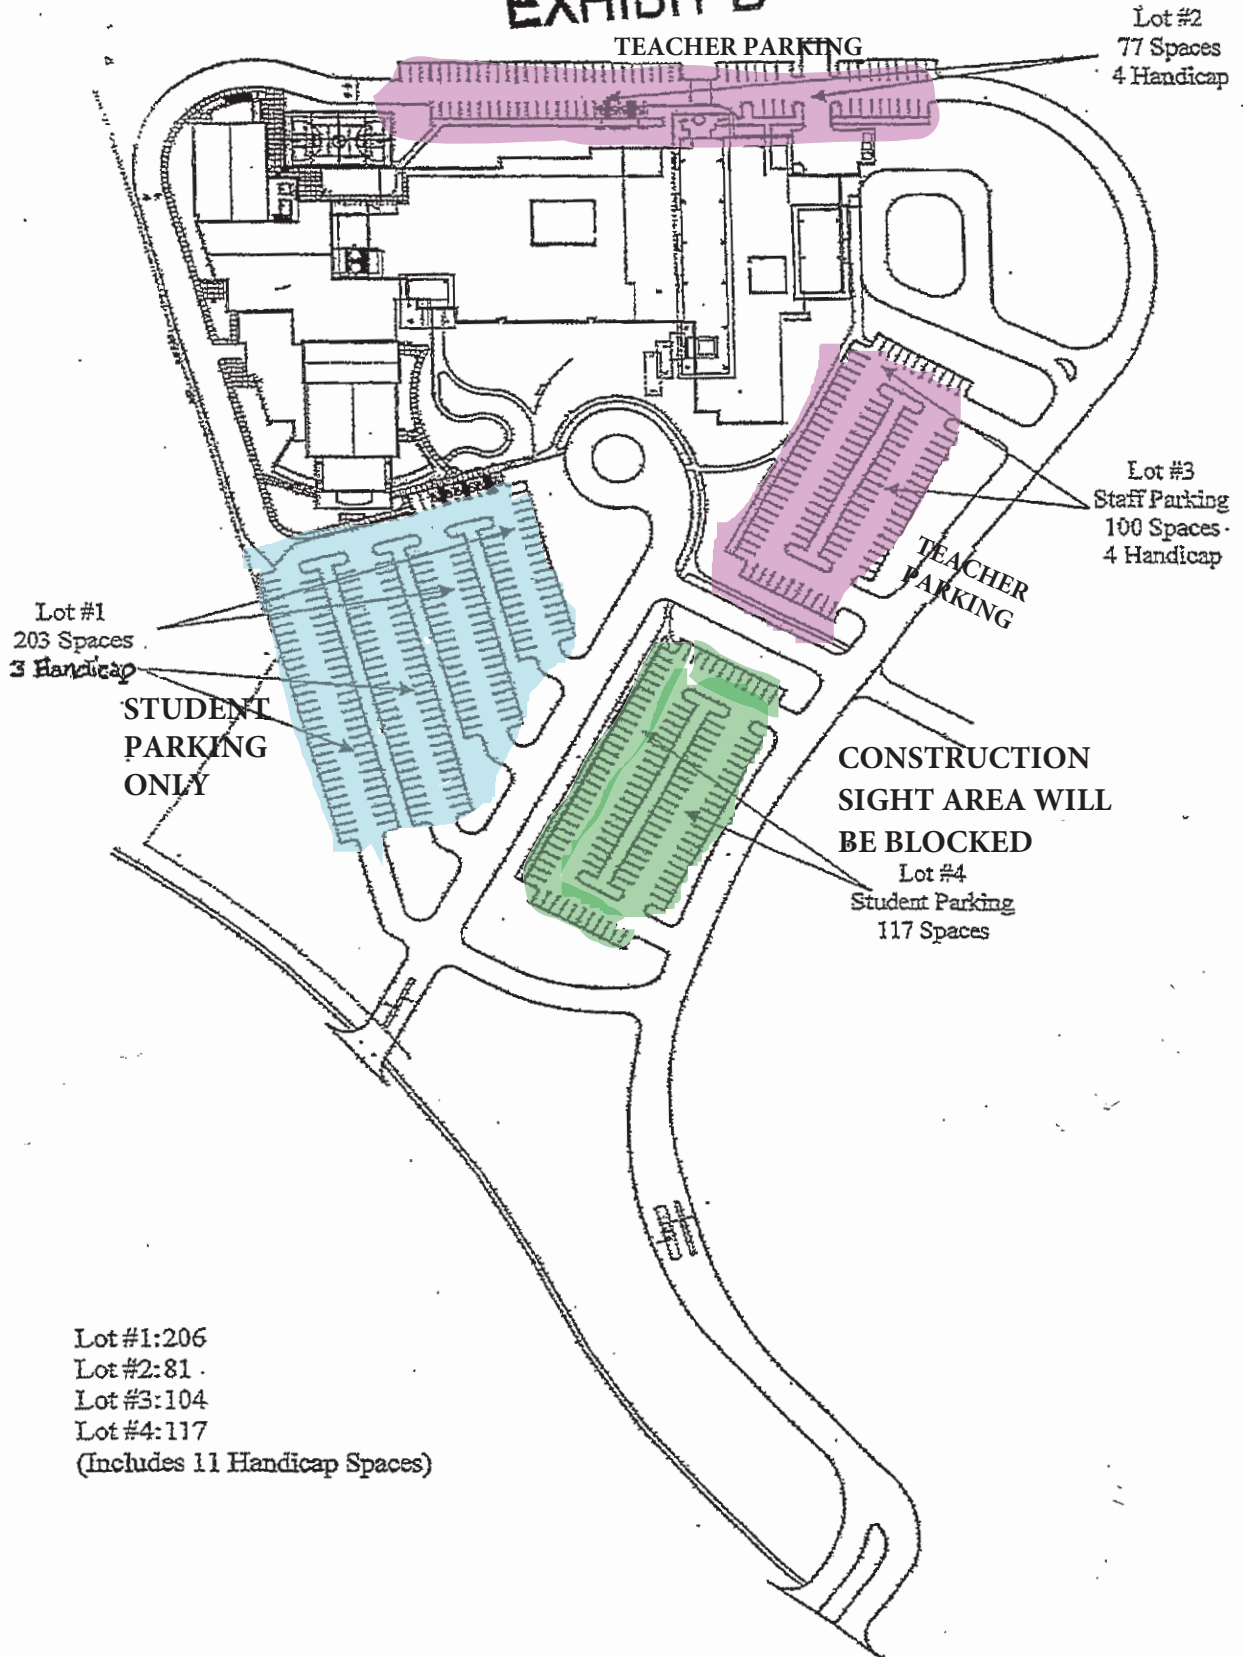 EXHIBIT B
TEACHER PARKING
Lot #2
77 Spaces
4 Handicap
Lot #3
Staff Parking
100 Spaces
4 Handicap
TEACHER
PARKING
Lot #1
203 Spaces
3 Handicap
STUDENT
PARKING
ONLY
CONSTRUCTION
SIGHT AREA WILL
BE BLOCKED
Lot #4
Student Parking
117 Spaces
Lot #1:206
Lot #2:81
Lot #3:104
Lot #4:117
(Includes 11 Handicap Spaces)